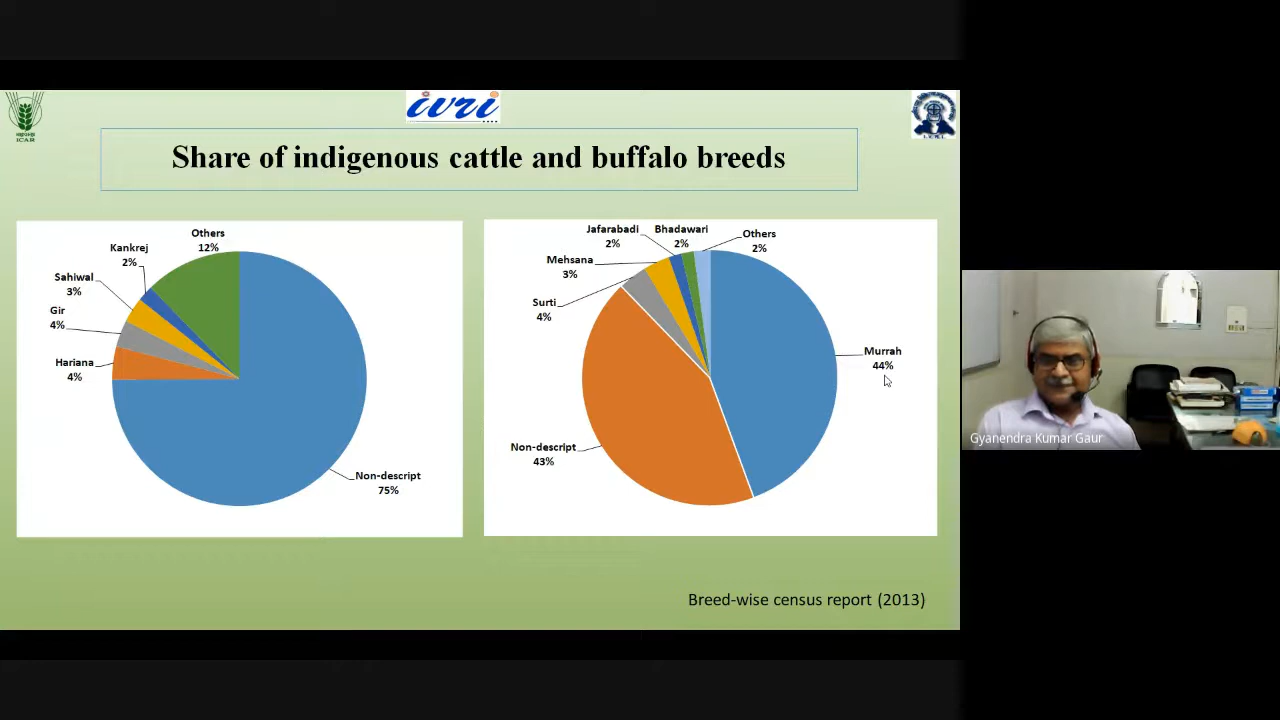 ICAR
ivri
Share of indigenous cattle and buffalo breeds
Others
12%
Kankrej
2%
Sahiwal
3%
Gir
4%
Hariana
4%
Non-descript
75%
Jafarabadi
2%
Bhadawari
2%
Others
2%
Mehsana
3%
Surti
4%
Murrah
44%
Non-descript
43%
Breed-wise census report (2013)
Gyanendra Kumar Gaur